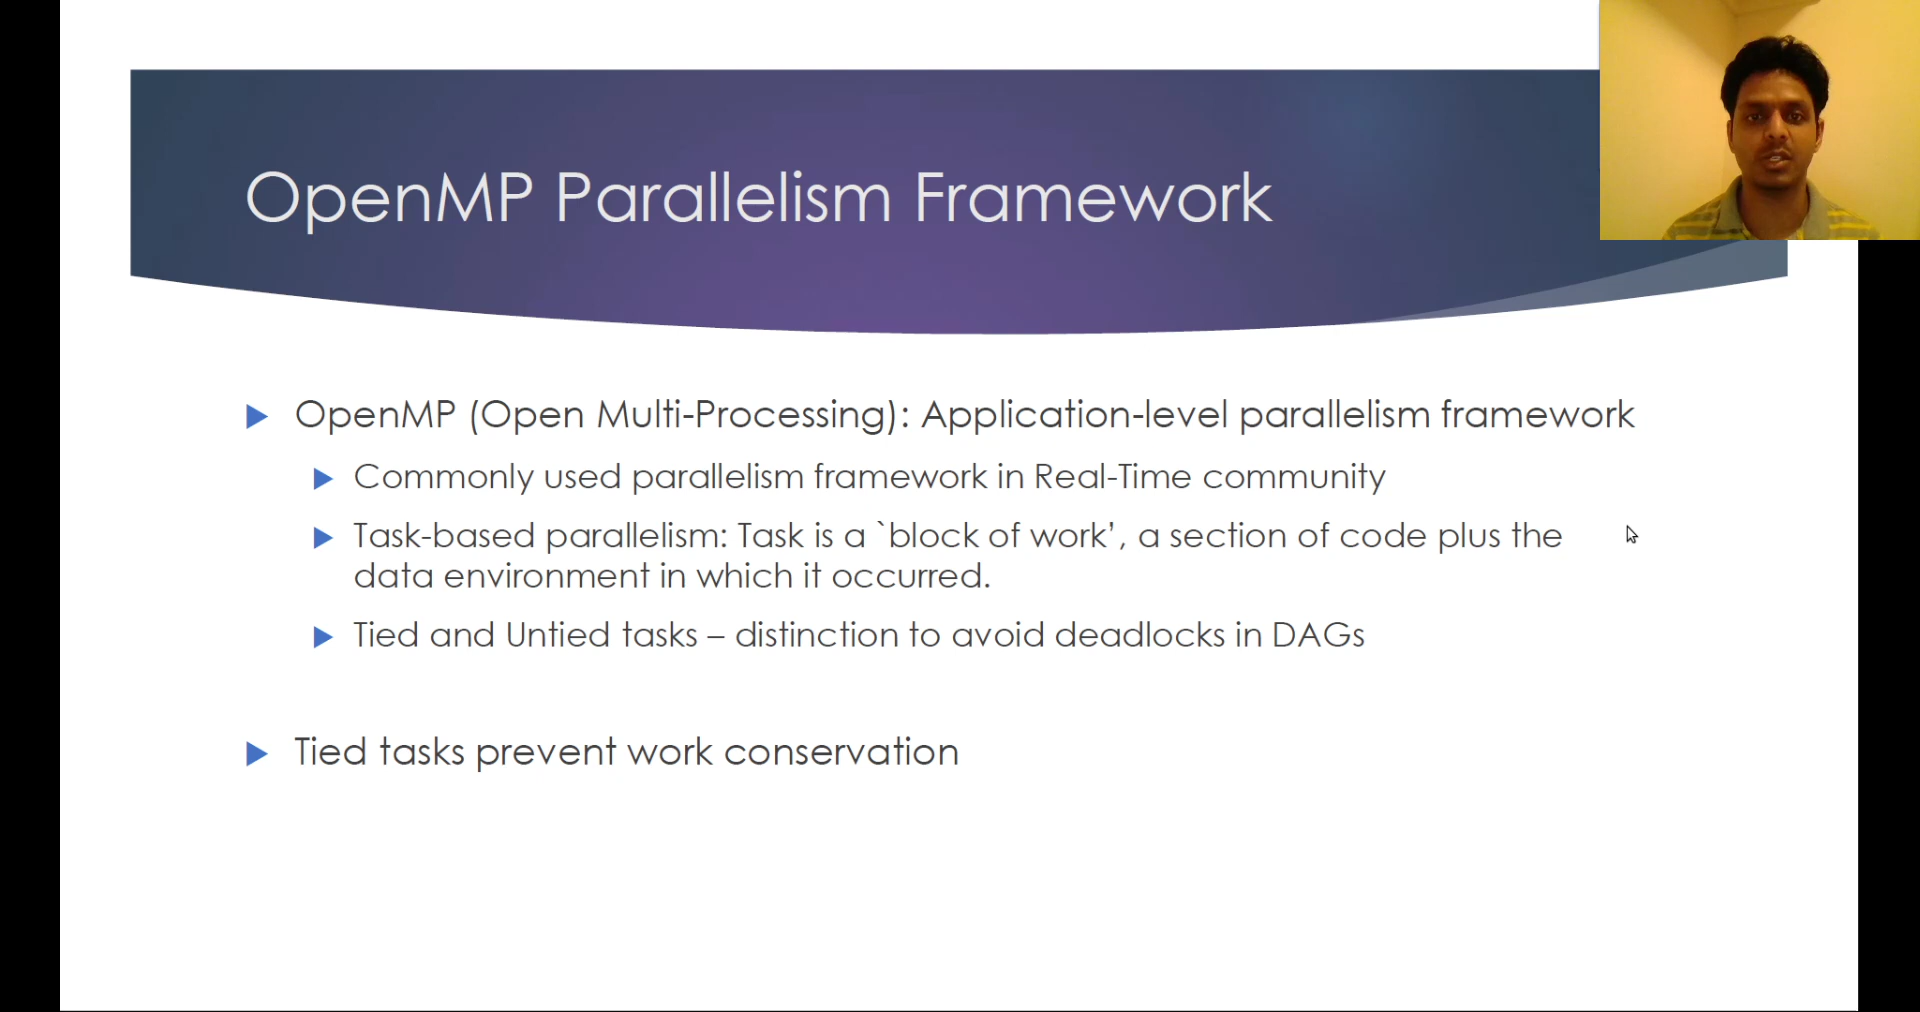 OpenMP Parallelism Framework
OpenMP (Open Multi-Processing): Application-level parallelism framework
Commonly used parallelism framework in Real-Time community
Task-based parallelism: Task is a `block of work’, a section of code plus the
data environment in which it occurred.
Tied and Untied tasks – distinction to avoid deadlocks in DAGs
Tied tasks prevent work conservation